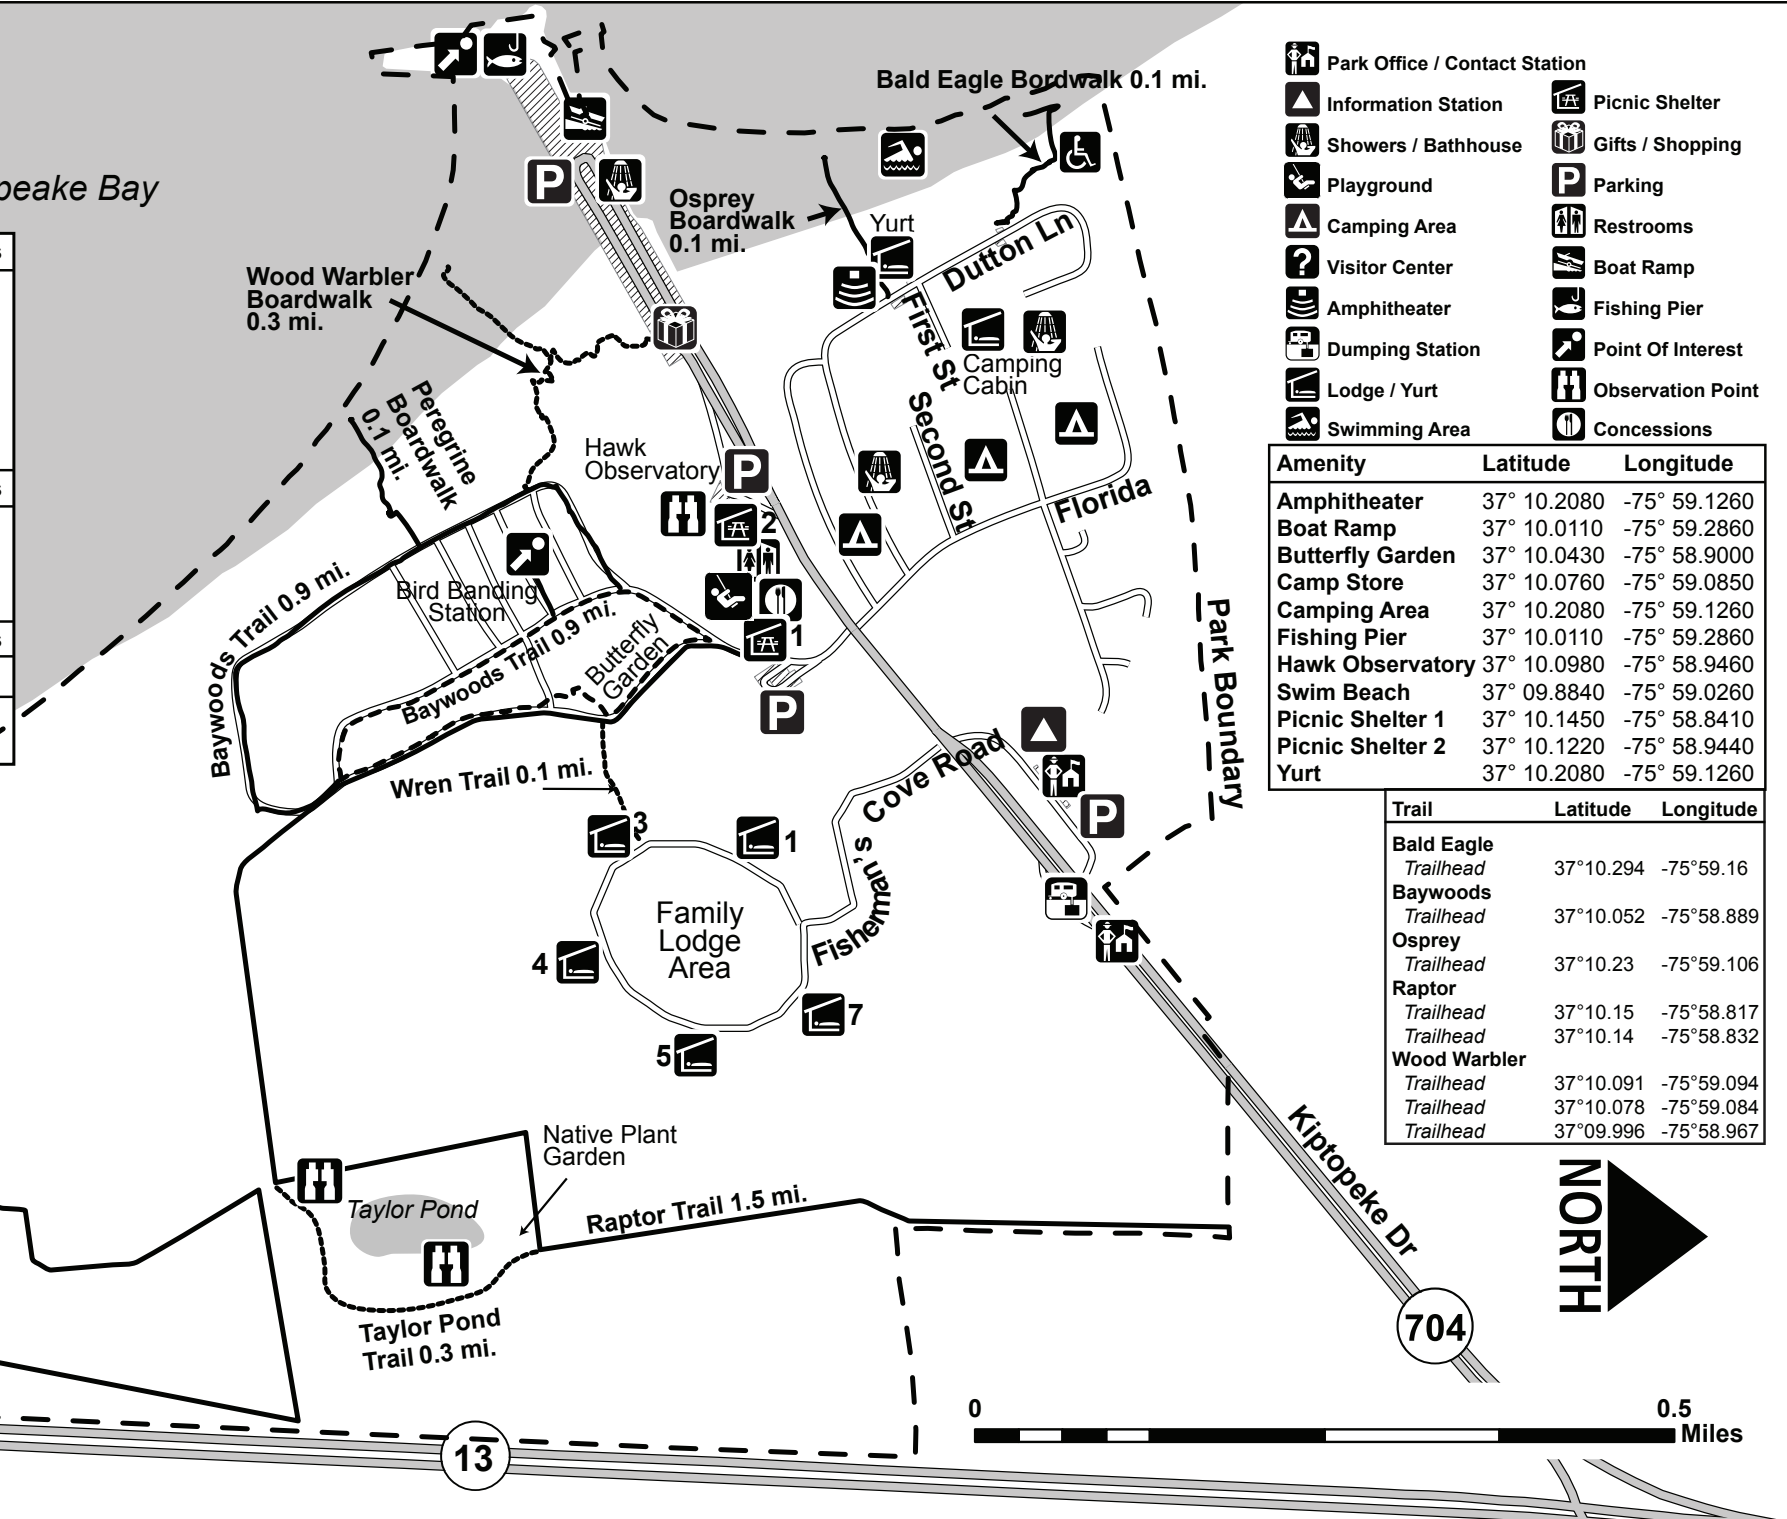 Bald Eagle Bordwalk 0.1 mi.
peake Bay
Osprey
Boardwalk
0.1 mi.
Yurt
Dutton Ln
Wood Warbler
Boardwalk
0.3 mi.
First St
Camping
Cabin
Peregrine
Boardwalk
0.1 mi.
Second St
Hawk
Observatory
P
P
2
Florida
Bird Banding
Station
Baywoods Trail 0.9 mi.
Baywoods Trail 0.9 mi.
Butterfly
Garden
1
P
Park Boundary
Wren Trail 0.1 mi.
Fisherman's Cove Road
P
3
1
Family
Lodge
Area
4
5
7
Native Plant
Garden
Taylor Pond
Raptor Trail 1.5 mi.
Taylor Pond
Trail 0.3 mi.
Kiptopeke Dr
704
13
Park Office / Contact Station
Information Station
Showers / Bathhouse
Playground
Camping Area
? Visitor Center
Amphitheater
Dumping Station
Lodge / Yurt
Swimming Area
Picnic Shelter
Gifts / Shopping
P Parking
Restrooms
Boat Ramp
Fishing Pier
Point Of Interest
Observation Point
Concessions
Amenity Latitude Longitude
Amphitheater 37° 10.2080 -75° 59.1260
Boat Ramp 37° 10.0110 -75° 59.2860
Butterfly Garden 37° 10.0430 -75° 58.9000
Camp Store 37° 10.0760 -75° 59.0850
Camping Area 37° 10.2080 -75° 59.1260
Fishing Pier 37° 10.0110 -75° 59.2860
Hawk Observatory 37° 10.0980 -75° 58.9460
Swim Beach 37° 09.8840 -75° 59.0260
Picnic Shelter 1 37° 10.1450 -75° 58.8410
Picnic Shelter 2 37° 10.1220 -75° 58.9440
Yurt 37° 10.2080 -75° 59.1260
Trail Latitude Longitude
Bald Eagle
Trailhead 37°10.294 -75°59.16
Baywoods
Trailhead 37°10.052 -75°58.889
Osprey
Trailhead 37°10.23 -75°59.106
Raptor
Trailhead 37°10.15 -75°58.817
Trailhead 37°10.14 -75°58.832
Wood Warbler
Trailhead 37°10.091 -75°59.094
Trailhead 37°10.078 -75°59.084
Trailhead 37°09.996 -75°58.967
NORTH
0 0.5
Miles